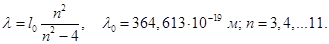 λ = l₀ n²/(n² − 4), λ₀ = 364,613·10⁻¹⁹ м; n = 3,4,...11.